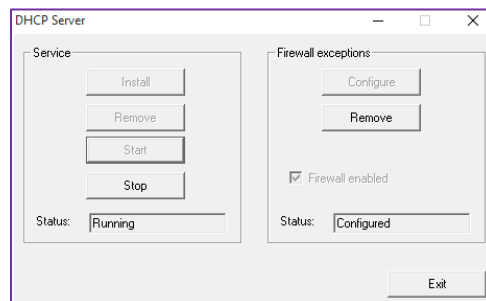 DHCP Server
Service
Install
Remove
Start
Stop
Status: Running
Firewall exceptions
Configure
Remove
Firewall enabled
Status: Configured
Exit